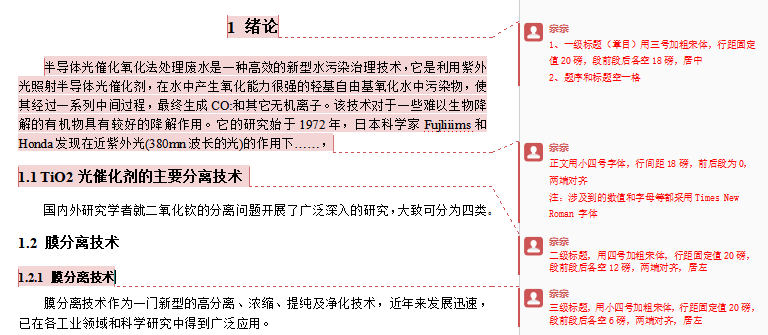 1 绪论
半导体光催化氧化法处理废水是一种高效的新型水污染治理技术，它是利用紫外
光照射半导体光催化剂，在水中产生氧化能力很强的轻基自由基氧化水中污染物，使
其经过一系列中间过程，最终生成 CO2和其它无机离子。该技术对于一些难以生物降
解的有机物具有较好的降解作用。它的研究始于 1972 年，日本科学家 Fujiiims 和
Honda 发现在近紫外光(380mn 波长的光)的作用下……，
1.1 TiO2 光催化剂的主要分离技术
国内外研究学者就二氧化钦的分离问题开展了广泛深入的研究，大致可分为四类。
1.2 膜分离技术
1.2.1 膜分离技术
膜分离技术作为一门新型的高分离、浓缩、提纯及净化技术，近年来发展迅速，
已在各工业领域和科学研究中得到广泛应用。
亲亲
1、一级标题（章目）用三号加粗宋体，行距固定
值 20 磅，段前段后各空 18 磅，居中
2、题序和标题空一格
亲亲
正文用小四号字体，行间距 18 磅，前后段为 0，
两端对齐
注：涉及到的数值和字母等都采用 Times New
Roman 字体
亲亲
二级标题，用四号加粗宋体，行距固定值 20 磅，
段前段后各空 12 磅，两端对齐，居左
亲亲
三级标题，用小四号加粗宋体，行距固定值 20 磅，
段前段后各空 6 磅，两端对齐，居左